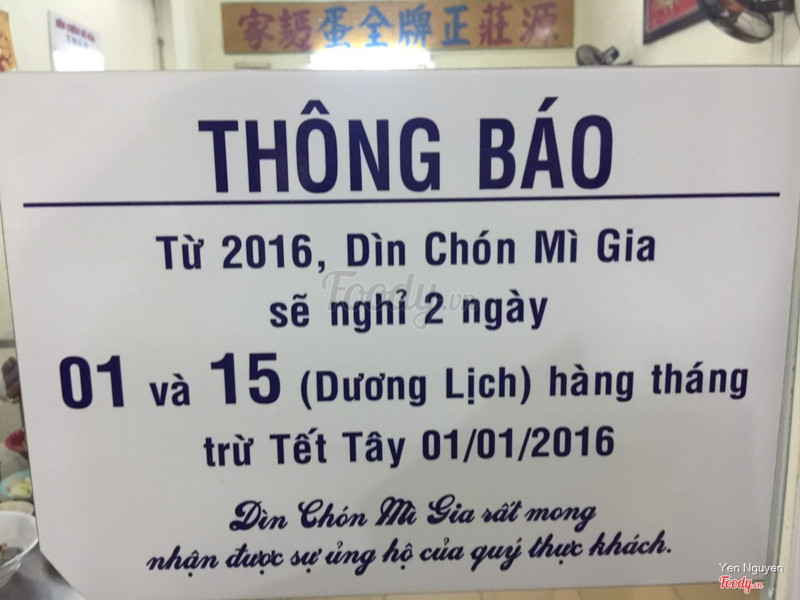 家麵蛋全牌正莊源
THÔNG BÁO
Từ 2016, Dìn Chón Mì Gia
sẽ nghỉ 2 ngày
Foody.vn
01 và 15 (Dương Lịch) hàng tháng
trừ Tết Tây 01/01/2016
Dìn Chón Mì Gia rất mong
nhận được sự ủng hộ của quý thực khách.
Yen Nguyen
Foody.vn